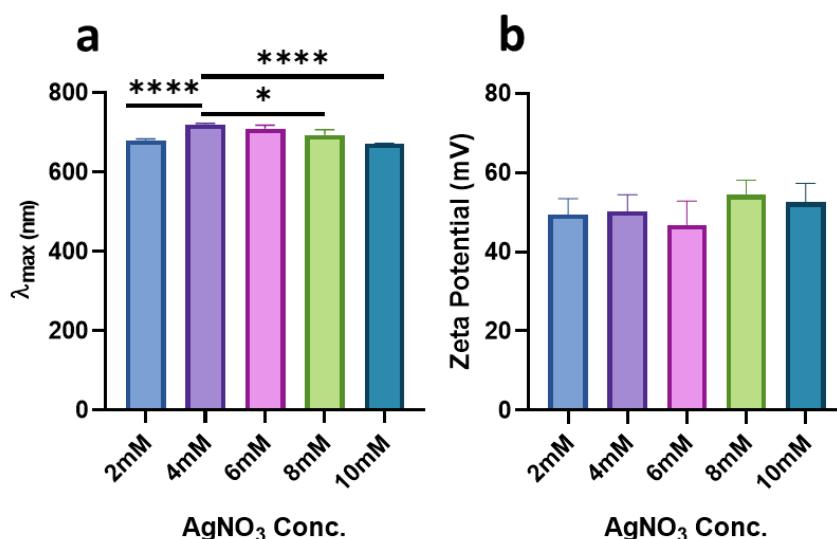 a
****
****
*
λmax (nm)
800
600
400
200
0
2mM
4mM
6mM
8mM
10mM
AgNO₃ Conc.
b
Zeta Potential (mV)
80
60
40
20
0
2mM
4mM
6mM
8mM
10mM
AgNO₃ Conc.